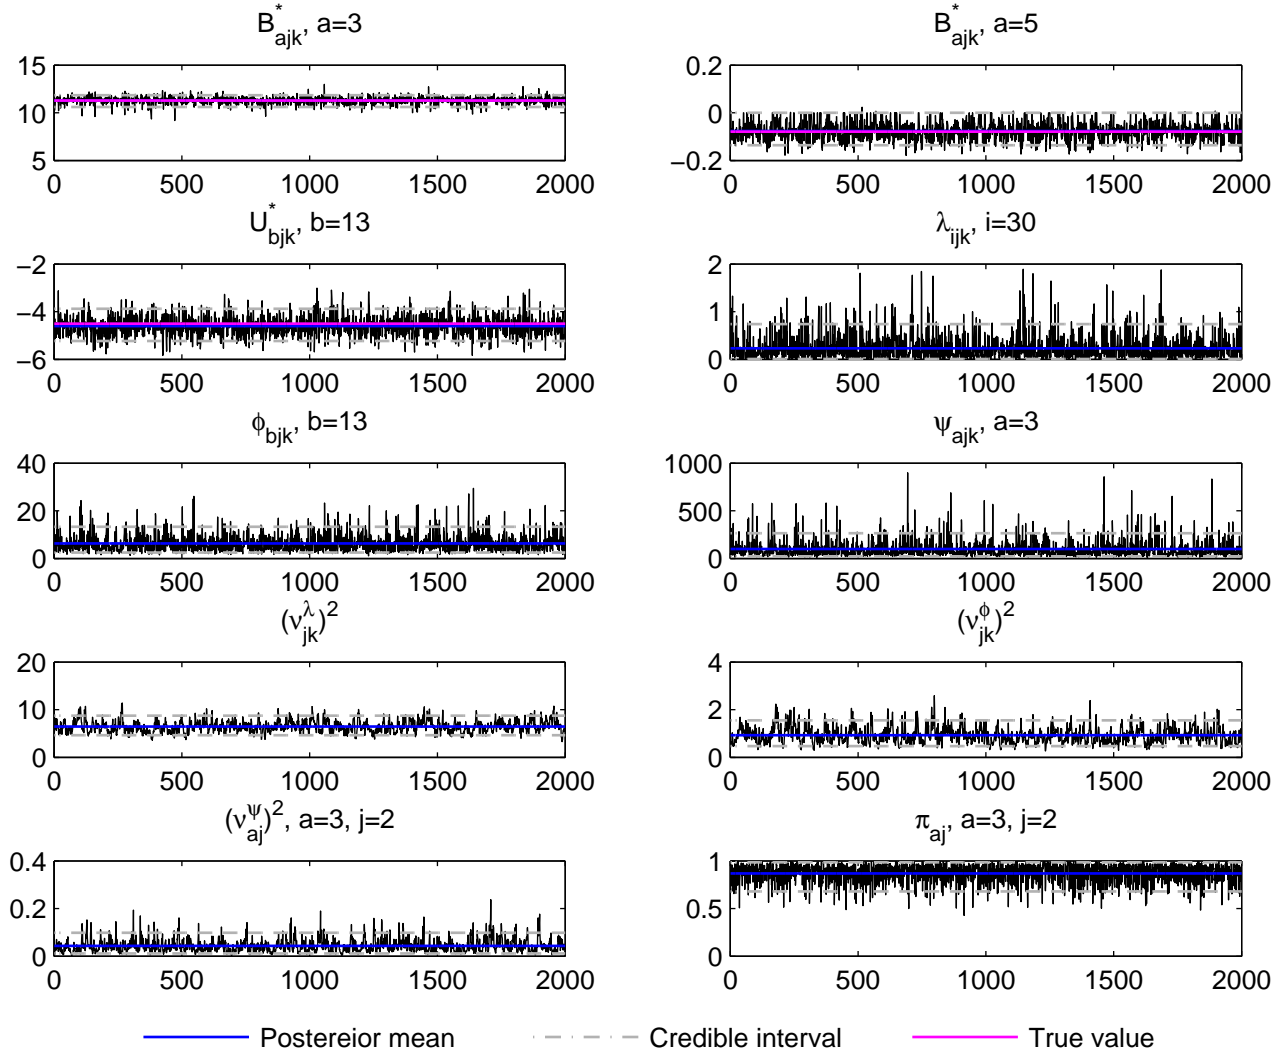 B*ajk, a=3
15
10
5
0 500 1000 1500 2000
B*ajk, a=5
0.2
0
−0.2
0 500 1000 1500 2000
U*bjk, b=13
−2
−4
−6
0 500 1000 1500 2000
λijk, i=30
2
1
0
0 500 1000 1500 2000
ϕbjk, b=13
40
20
0
0 500 1000 1500 2000
ψajk, a=3
1000
500
0
0 500 1000 1500 2000
(νλjk)2
20
10
0
0 500 1000 1500 2000
(νϕjk)2
4
2
0
0 500 1000 1500 2000
(νψaj)2, a=3, j=2
0.4
0.2
0
0 500 1000 1500 2000
πaj, a=3, j=2
1
0.5
0
0 500 1000 1500 2000
Postereior mean Credible interval True value